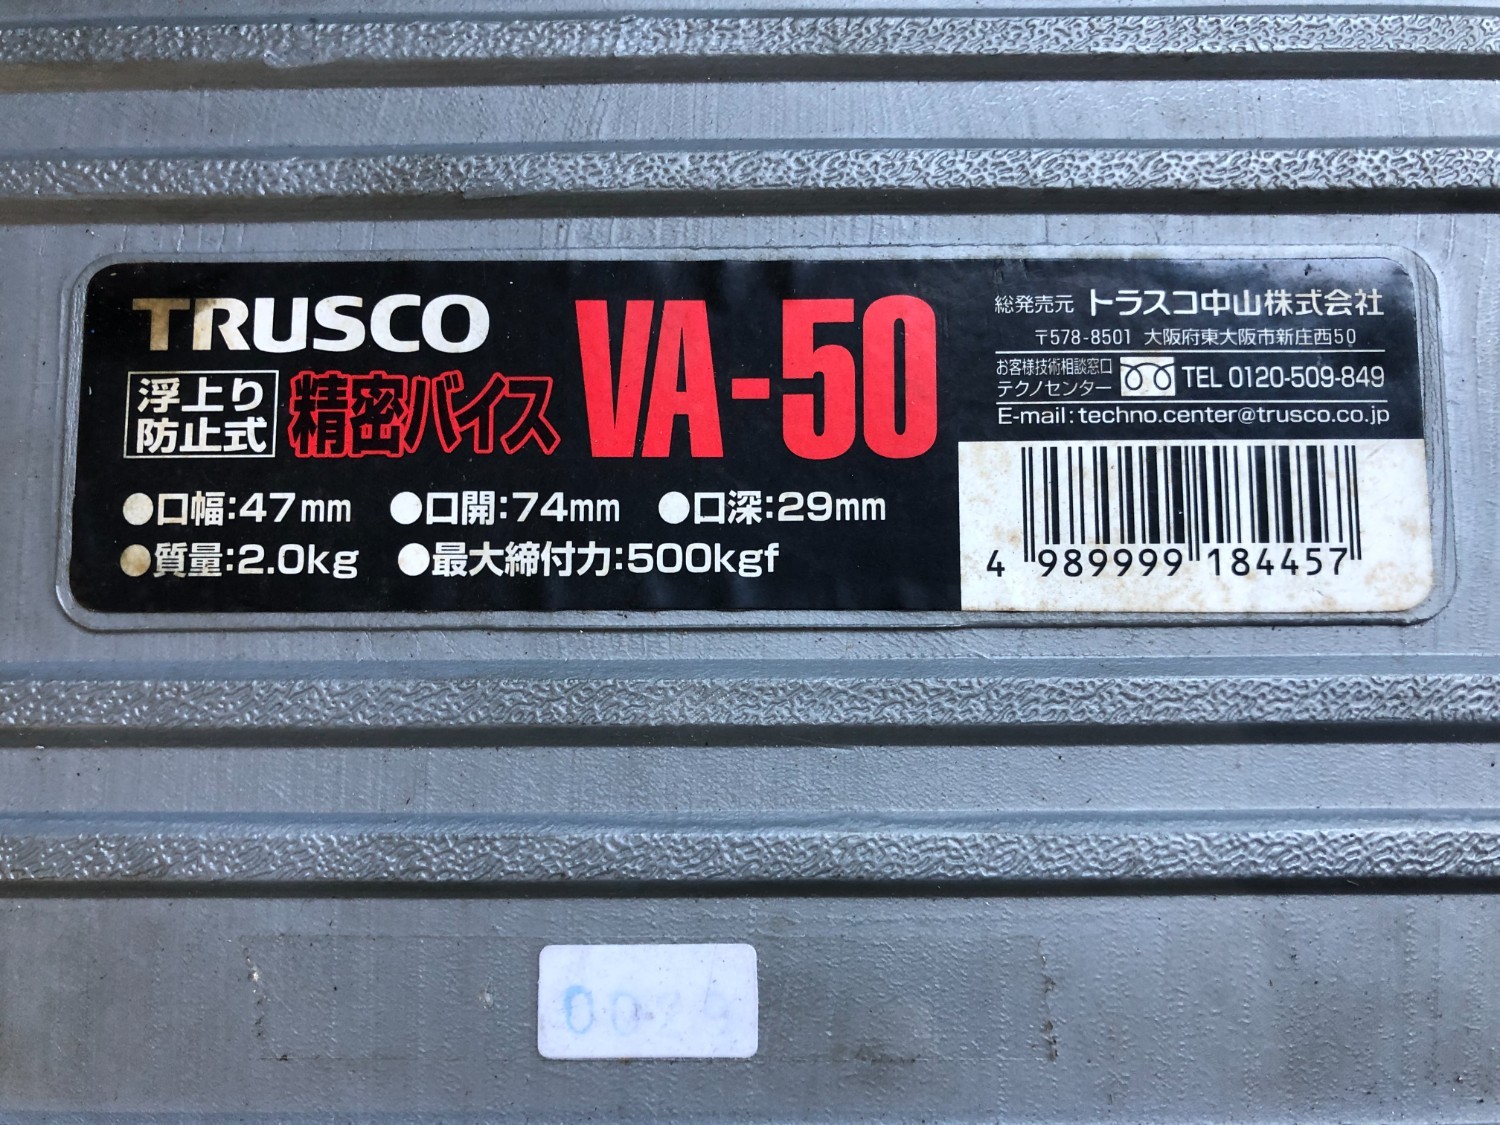 TRUSCO
浮上り
防止式
精密バイス
VA-50
●口幅:47mm ●口開:74mm ●口深:29mm
●質量:2.0kg ●最大締付力:500kgf
総発売元 トラスコ中山株式会社
〒578-8501 大阪府東大阪市新庄西50
お客様技術相談窓口
テクノセンター
TEL 0120-509-849
E-mail:techno.center@trusco.co.jp
4 989999 184457